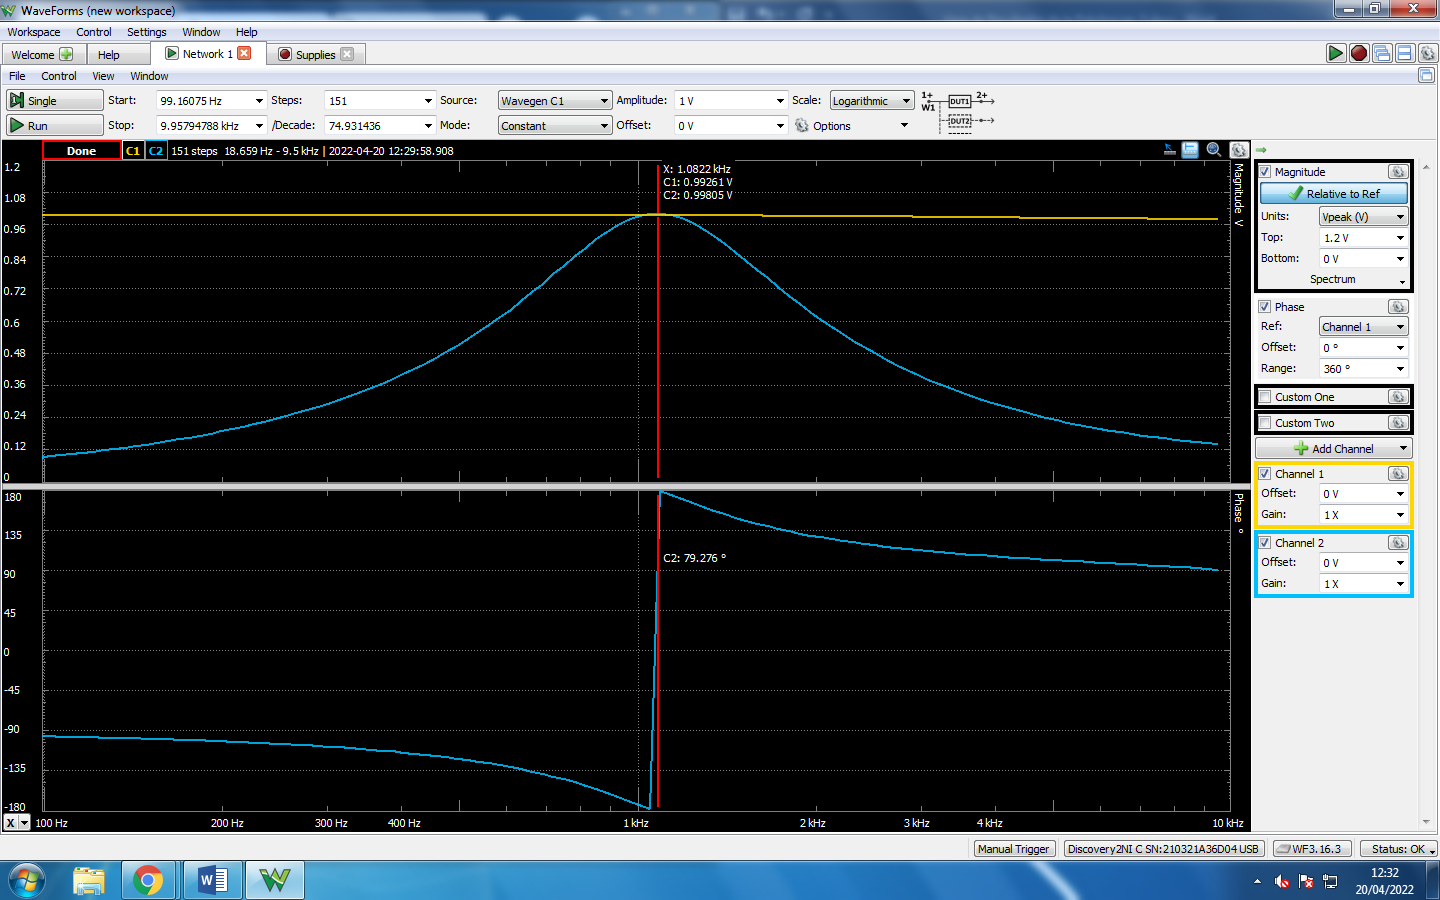 WaveForms (new workspace)
Workspace Control Settings Window Help
Welcome Help Network 1 Supplies
File Control View Window
Single Start: 99.16075 Hz Steps: 151 Source: Wavegen C1 Amplitude: 1 V Scale: Logarithmic 1+ W1 DUT1 2+
Run Stop: 9.95794788 kHz /Decade: 74.931436 Mode: Constant Offset: 0 V Options DUT2
Done C1 C2 151 steps 18.659 Hz - 9.5 kHz | 2022-04-20 12:29:58.908
X: 1.0822 kHz
C1: 0.99261 V
C2: 0.99805 V
1.2
1.08
0.96
0.84
0.72
0.6
0.48
0.36
0.24
0.12
0
Magnitude V
180
135
90
45
0
-45
-90
-135
-180
C2: 79.276 °
Phase °
X 100 Hz 200 Hz 300 Hz 400 Hz 1 kHz 2 kHz 3 kHz 4 kHz 10 kHz
Magnitude
Relative to Ref
Units: Vpeak (V)
Top: 1.2 V
Bottom: 0 V
Spectrum
Phase
Ref: Channel 1
Offset: 0 °
Range: 360 °
Custom One
Custom Two
Add Channel
Channel 1
Offset: 0 V
Gain: 1 X
Channel 2
Offset: 0 V
Gain: 1 X
Manual Trigger Discovery2NI C SN:210321A36D04 USB WF3.16.3 Status: OK
12:32
20/04/2022